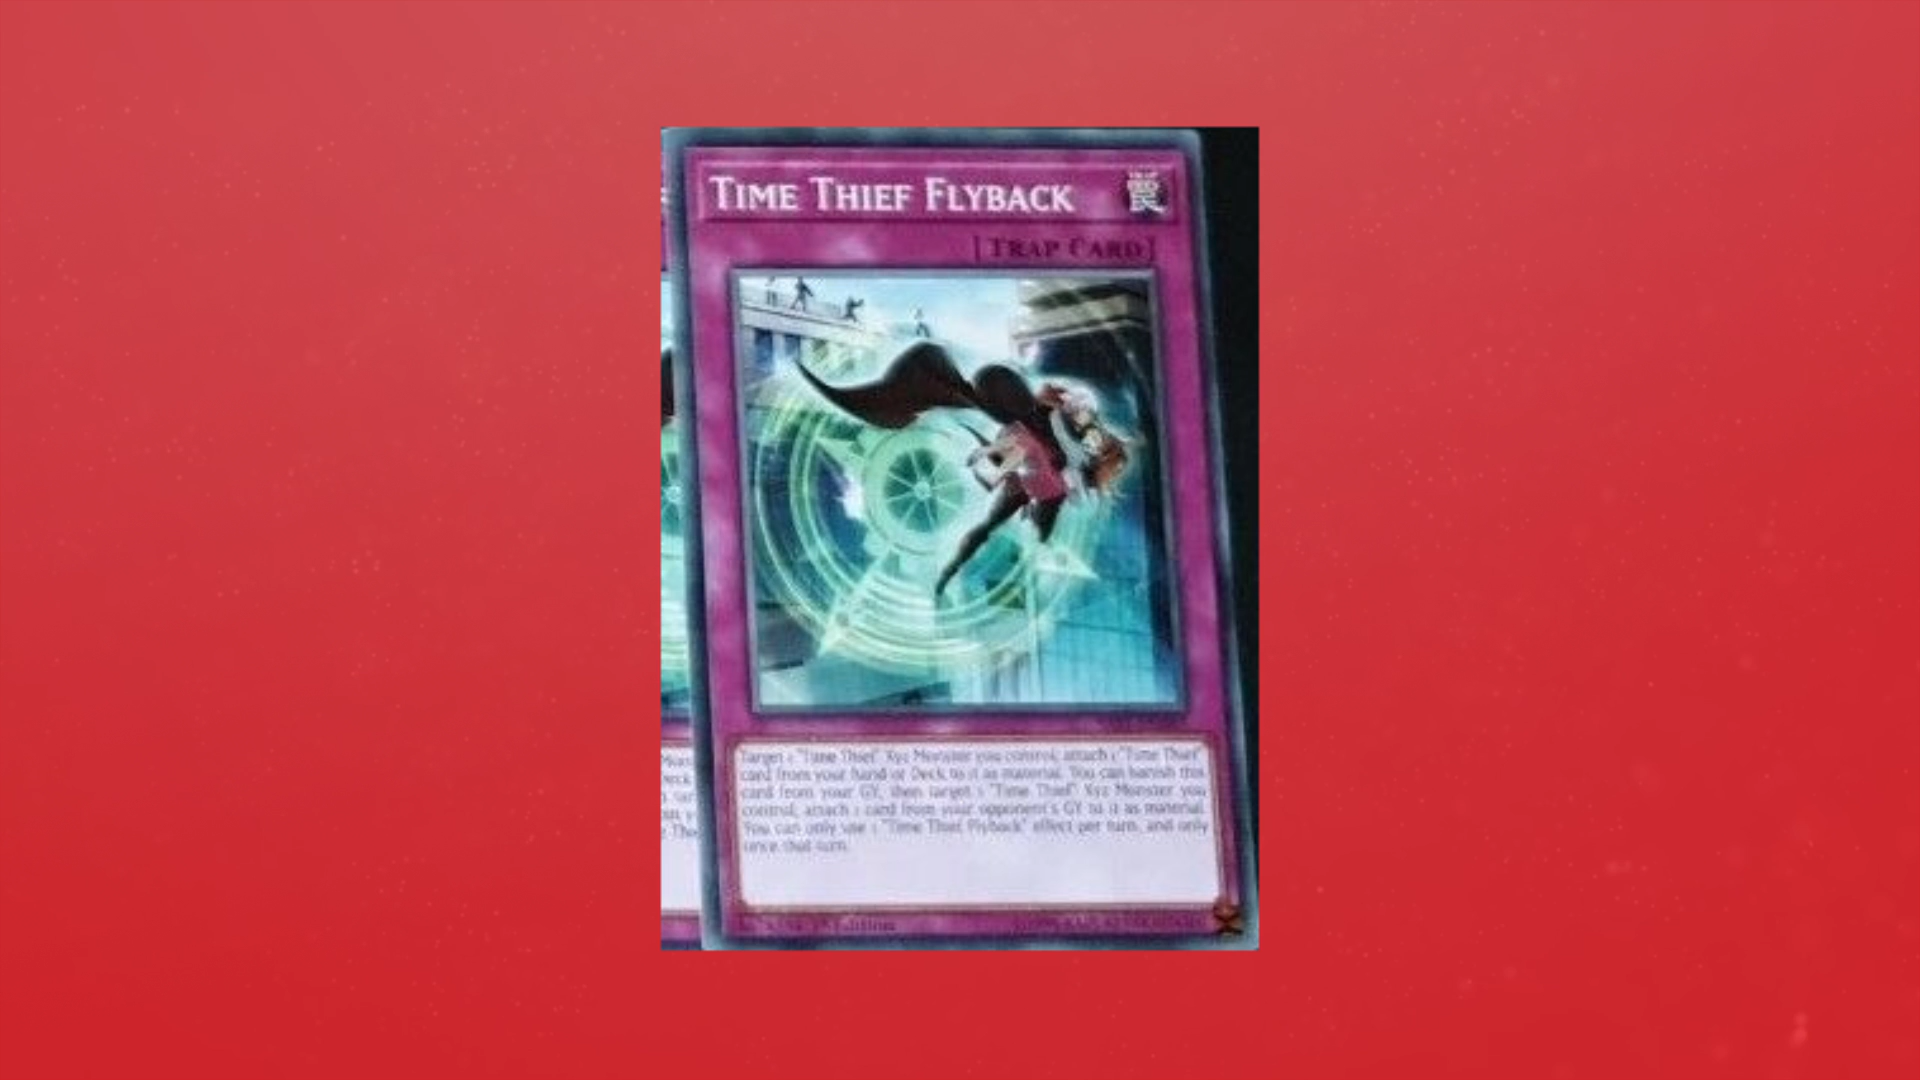 TIME THIEF FLYBACK
[TRAP CARD]
Target 1 "Time Thief" Xyz Monster you control; attach 1 "Time Thief"
card from your hand or Deck to it as material. You can banish this
card from your GY, then target 1 "Time Thief" Xyz Monster you
control; attach 1 card from your opponent's GY to it as material.
You can only use 1 "Time Thief Flyback" effect per turn, and only
once that turn.